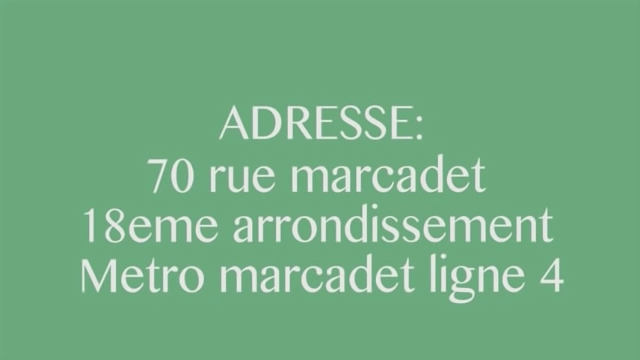 ADRESSE:
70 rue marcadet
18eme arrondissement
Metro marcadet ligne 4